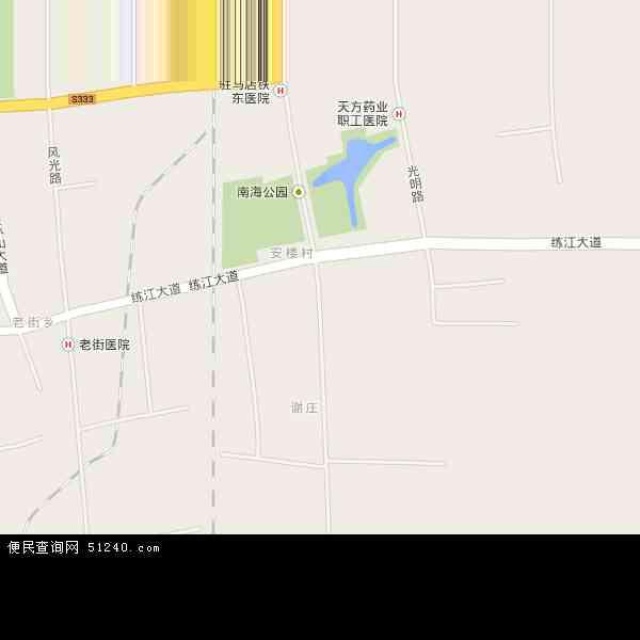 驻马店铁
东医院
S333
天方药业
职工医院
风光路
光明路
南海公园
安楼村
练江大道
练江大道
练江大道
大道
老街乡
老街医院
谢庄
便民查询网 51240.com